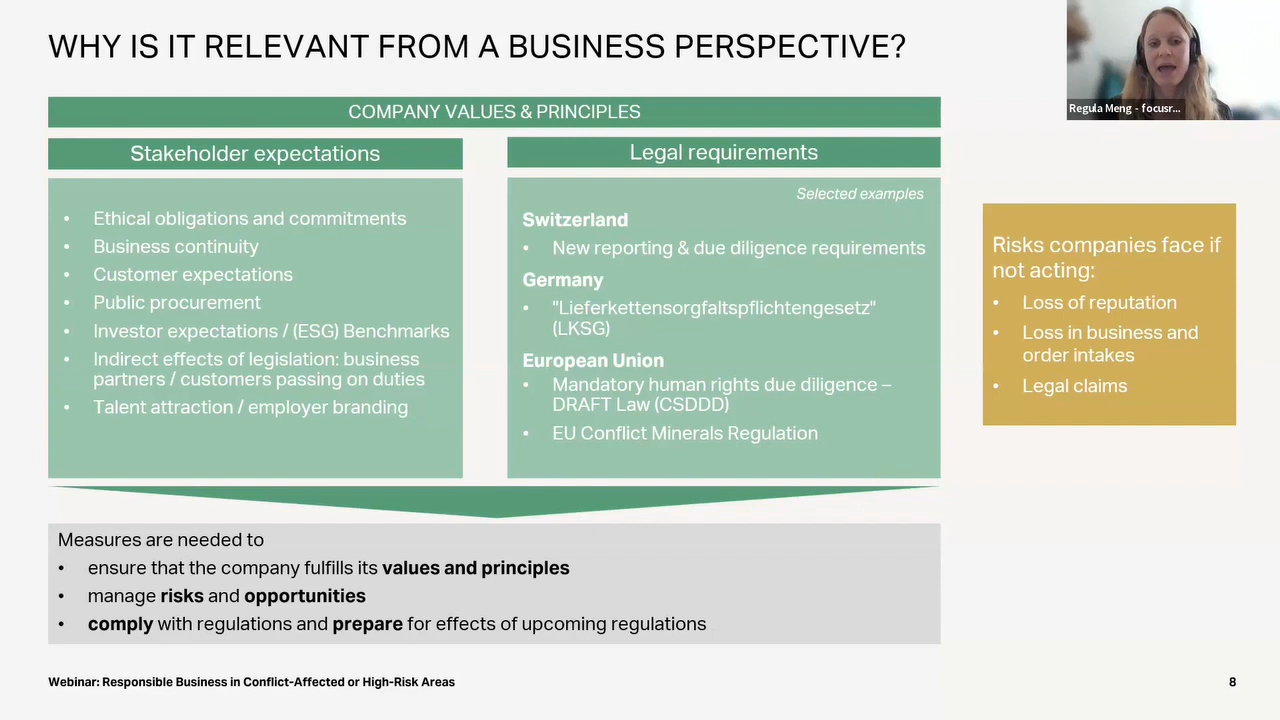 WHY IS IT RELEVANT FROM A BUSINESS PERSPECTIVE?
Regula Meng - focusr...
COMPANY VALUES & PRINCIPLES
Stakeholder expectations
• Ethical obligations and commitments
• Business continuity
• Customer expectations
• Public procurement
• Investor expectations / (ESG) Benchmarks
• Indirect effects of legislation: business
partners / customers passing on duties
• Talent attraction / employer branding
Legal requirements
Selected examples
Switzerland
• New reporting & due diligence requirements
Germany
• "Lieferkettensorgfaltspflichtengesetz"
(LKSG)
European Union
• Mandatory human rights due diligence –
DRAFT Law (CSDDD)
• EU Conflict Minerals Regulation
Risks companies face if
not acting:
• Loss of reputation
• Loss in business and
order intakes
• Legal claims
Measures are needed to
• ensure that the company fulfills its values and principles
• manage risks and opportunities
• comply with regulations and prepare for effects of upcoming regulations
Webinar: Responsible Business in Conflict-Affected or High-Risk Areas
8